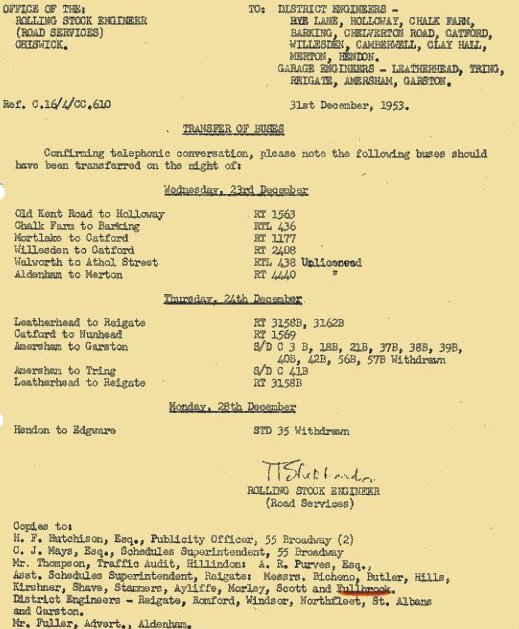 OFFICE OF THE:
ROLLING STOCK ENGINEER
(ROAD SERVICES)
CHISWICK.
TO: DISTRICT ENGINEERS -
RYE LANE, HOLLOWAY, CHALK FARM,
BARKING, CHELVERTON ROAD, CATFORD,
WILLESDEN, CAMBERWELL, CLAY HALL,
MERTON, HENDON.
GARAGE ENGINEERS - LEATHERHEAD, TRING,
REIGATE, AMERSHAM, GARSTON.
Ref. C.16/4/CC.610
31st December, 1953.
TRANSFER OF BUSES
Confirming telephonic conversation, please note the following buses should
have been transferred on the night of:
Wednesday, 23rd December
Old Kent Road to Holloway RT 1563
Chalk Farm to Barking RTL 436
Mortlake to Catford RT 1177
Willesden to Catford RT 2408
Walworth to Athol Street RTL 438 Unlicensed
Aldenham to Merton RT 4440 "
Thursday, 24th December
Leatherhead to Reigate RT 3158B, 3162B
Catford to Nunhead RT 1569
Amersham to Garston S/D C 3 B, 18B, 21B, 37B, 38B, 39B,
40B, 42B, 56B, 57B Withdrawn
Amersham to Tring S/D C 41B
Leatherhead to Reigate RT 3158B
Monday, 28th December
Hendon to Edgware STD 35 Withdrawn
ROLLING STOCK ENGINEER
(Road Services)
Copies to:
H. F. Hutchison, Esq., Publicity Officer, 55 Broadway (2)
C. J. Mays, Esq., Schedules Superintendent, 55 Broadway
Mr. Thompson, Traffic Audit, Hillindon: A. R. Purves, Esq.,
Asst. Schedules Superintendent, Reigate: Messrs. Bicheno, Butler, Hills,
Kirshner, Shave, Stammers, Ayliffe, Morley, Scott and Tullbrook.
District Engineers - Reigate, Romford, Windsor, Northfleet, St. Albans
and Garston.
Mr. Fuller, Advert., Aldenham.